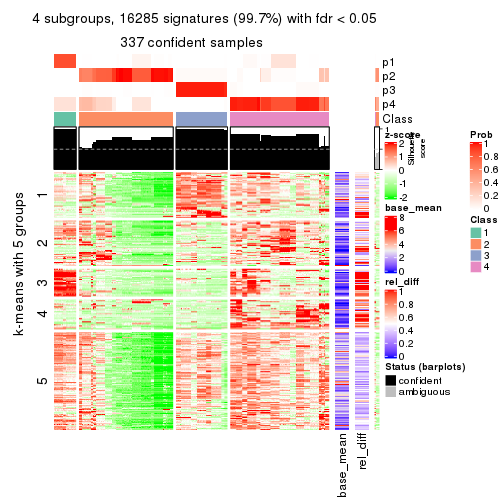 4 subgroups, 16285 signatures (99.7%) with fdr < 0.05
337 confident samples
p1
p2
p3
p4
Class
1
Silhouette
score
k-means with 5 groups
1
2
3
4
5
base_mean
rel_diff
z-score
2
1
0
-1
-2
base_mean
8
6
4
2
0
rel_diff
1
0.8
0.6
0.4
0.2
0
Status (barplots)
confident
ambiguous
Prob
1
0.8
0.6
0.4
0.2
0
Class
1
2
3
4